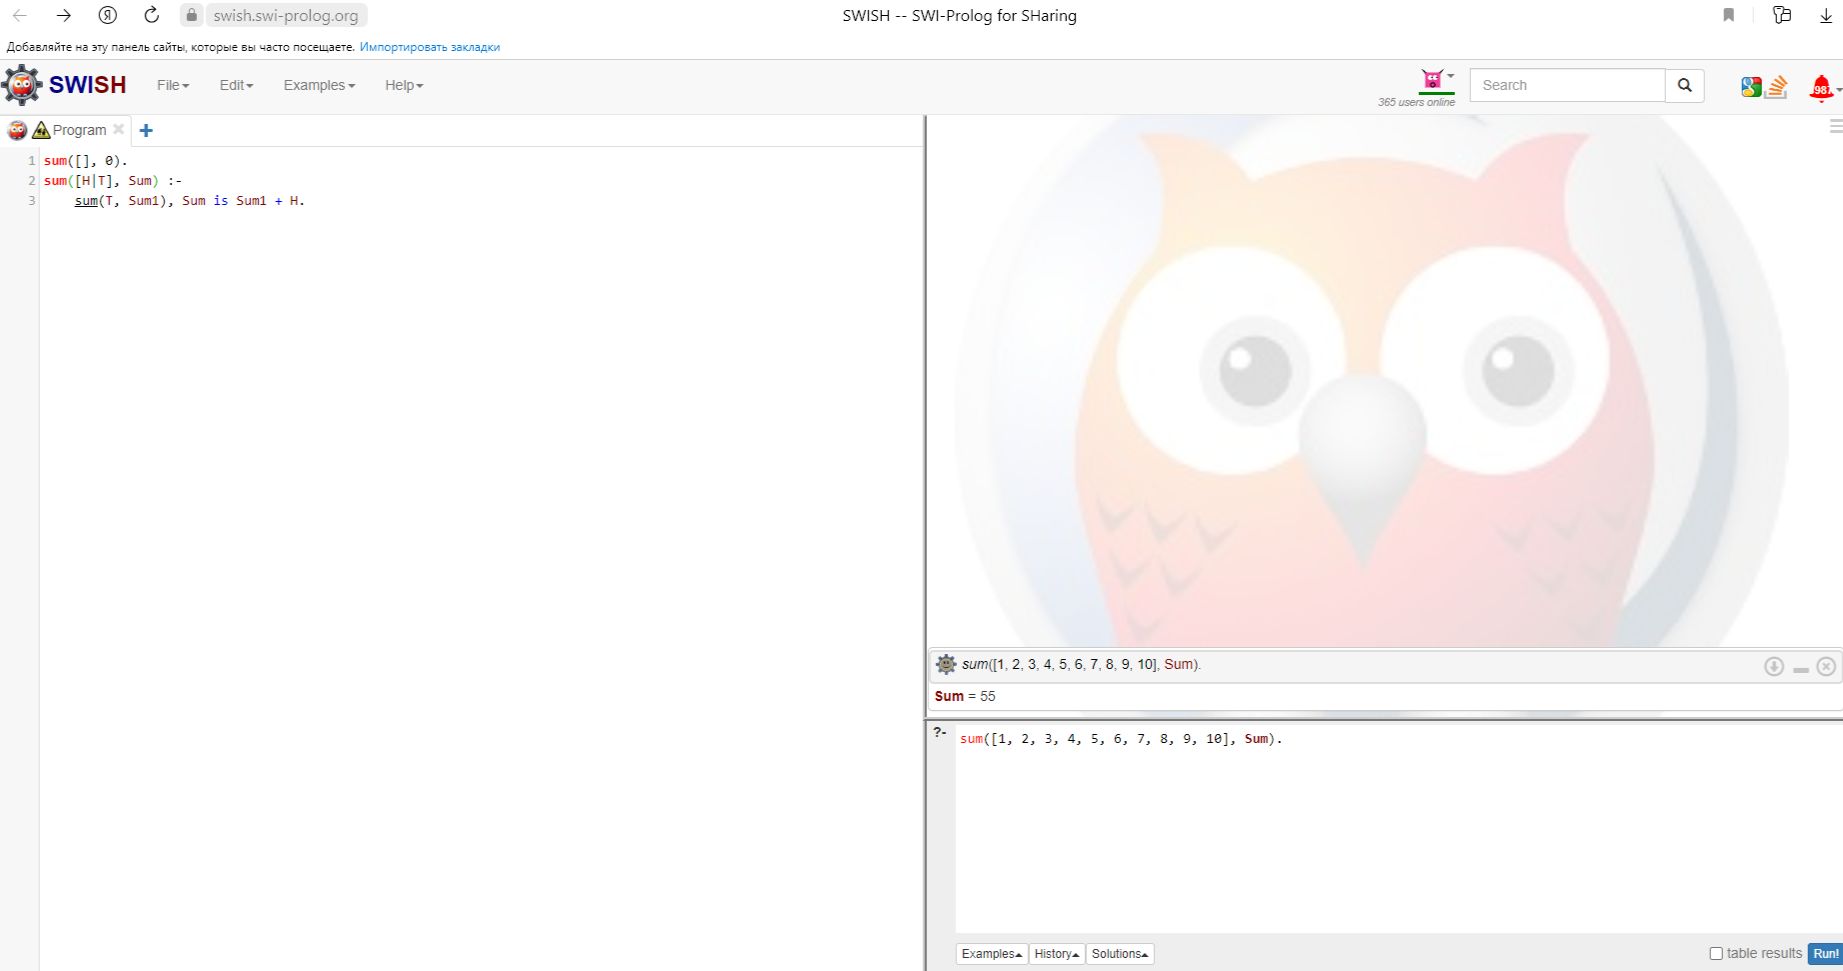 swish.swi-prolog.org
SWISH -- SWI-Prolog for SHaring
Добавляйте на эту панель сайты, которые вы часто посещаете. Импортировать закладки
SWISH File Edit Examples Help
365 users online
Search
987
Program
1 sum([], 0).
2 sum([H|T], Sum) :-
3 sum(T, Sum1), Sum is Sum1 + H.
sum([1, 2, 3, 4, 5, 6, 7, 8, 9, 10], Sum).
Sum = 55
?- sum([1, 2, 3, 4, 5, 6, 7, 8, 9, 10], Sum).
Examples History Solutions
table results Run!